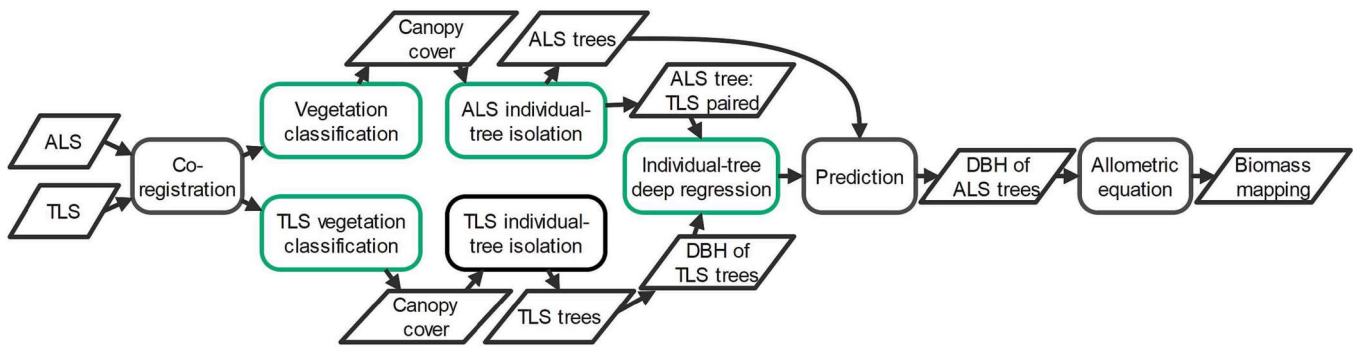 ALS
TLS
Co-
registration
Vegetation
classification
Canopy
cover
ALS individual-
tree isolation
ALS trees
ALS tree:
TLS paired
TLS vegetation
classification
Canopy
cover
TLS individual-
tree isolation
TLS trees
DBH of
TLS trees
Individual-tree
deep regression
Prediction
DBH of
ALS trees
Allometric
equation
Biomass
mapping